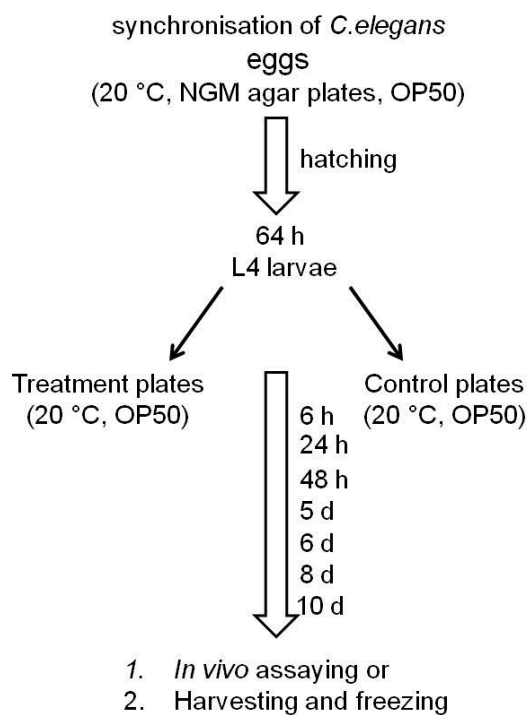 synchronisation of C.elegans
eggs
(20 °C, NGM agar plates, OP50)
hatching
64 h
L4 larvae
Treatment plates
(20 °C, OP50)
Control plates
(20 °C, OP50)
6 h
24 h
48 h
5 d
6 d
8 d
10 d
1. In vivo assaying or
2. Harvesting and freezing